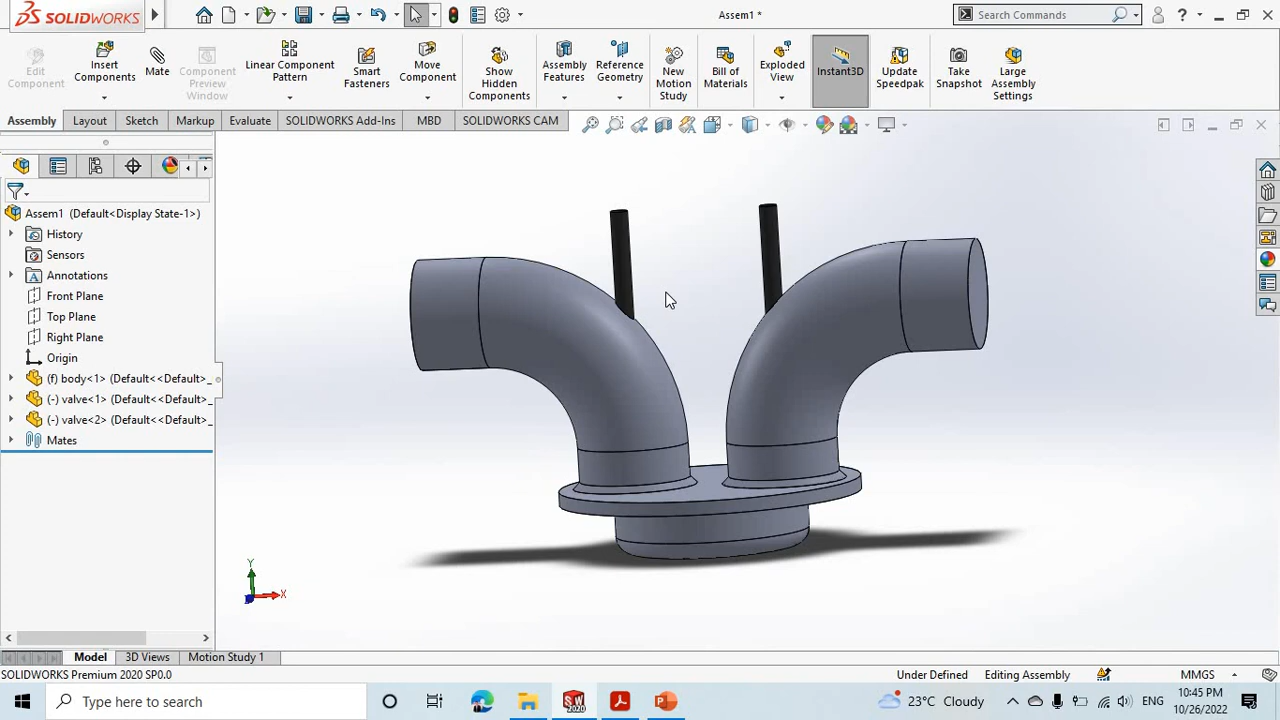 SOLIDWORKS
Assem1 *
Search Commands
Edit Component
Insert Components
Mate
Component Preview Window
Linear Component Pattern
Smart Fasteners
Move Component
Show Hidden Components
Assembly Features
Reference Geometry
New Motion Study
Bill of Materials
Exploded View
Instant3D
Update Speedpak
Take Snapshot
Large Assembly Settings
Assembly
Layout
Sketch
Markup
Evaluate
SOLIDWORKS Add-Ins
MBD
SOLIDWORKS CAM
Assem1 (Default<Display State-1>)
History
Sensors
Annotations
Front Plane
Top Plane
Right Plane
Origin
(f) body<1> (Default<<Default>_
(-) valve<1> (Default<<Default>_
(-) valve<2> (Default<<Default>_
Mates
Y
X
Model
3D Views
Motion Study 1
SOLIDWORKS Premium 2020 SP0.0
Under Defined
Editing Assembly
MMGS
Type here to search
SW
2020
23°C Cloudy
ENG
10:45 PM
10/26/2022